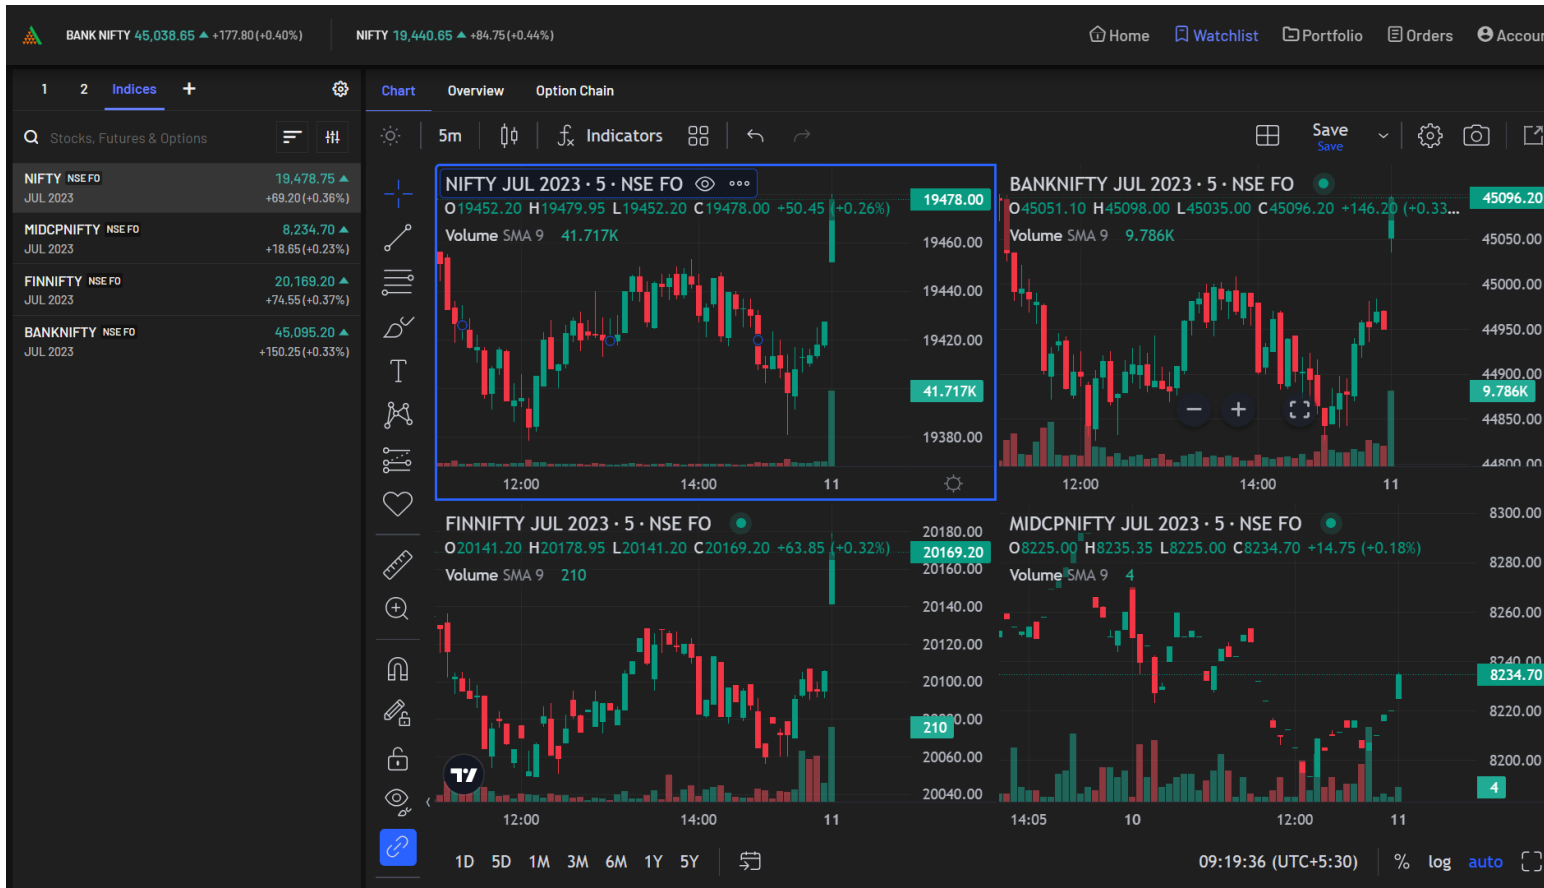 BANK NIFTY 45,038.65 ▲ +177.80 (+0.40%) NIFTY 19,440.65 ▲ +84.75 (+0.44%) Home Watchlist Portfolio Orders Accoun
1 2 Indices + Chart Overview Option Chain
Stocks, Futures & Options 5m Indicators Save
Save
NIFTY NSE FO 19,478.75 ▲
JUL 2023 +69.20 (+0.36%)
MIDCPNIFTY NSE FO 8,234.70 ▲
JUL 2023 +18.65 (+0.23%)
FINNIFTY NSE FO 20,169.20 ▲
JUL 2023 +74.55 (+0.37%)
BANKNIFTY NSE FO 45,095.20 ▲
JUL 2023 +150.25 (+0.33%)
NIFTY JUL 2023 · 5 · NSE FO
O19452.20 H19479.95 L19452.20 C19478.00 +50.45 (+0.26%)
Volume SMA 9 41.717K
19478.00
19460.00
19440.00
19420.00
41.717K
19380.00
12:00 14:00 11
BANKNIFTY JUL 2023 · 5 · NSE FO
O45051.10 H45098.00 L45035.00 C45096.20 +146.20 (+0.33...
Volume SMA 9 9.786K
45096.20
45050.00
45000.00
44950.00
44900.00
9.786K
44850.00
44800.00
12:00 14:00 11
FINNIFTY JUL 2023 · 5 · NSE FO
O20141.20 H20178.95 L20141.20 C20169.20 +63.85 (+0.32%)
Volume SMA 9 210
20180.00
20169.20
20160.00
20140.00
20120.00
20100.00
210
20060.00
20040.00
12:00 14:00 11
MIDCPNIFTY JUL 2023 · 5 · NSE FO
O8225.00 H8235.35 L8225.00 C8234.70 +14.75 (+0.18%)
Volume SMA 9 4
8300.00
8280.00
8260.00
8240.00
8234.70
8220.00
8200.00
4
14:05 10 12:00 11
1D 5D 1M 3M 6M 1Y 5Y 09:19:36 (UTC+5:30) % log auto